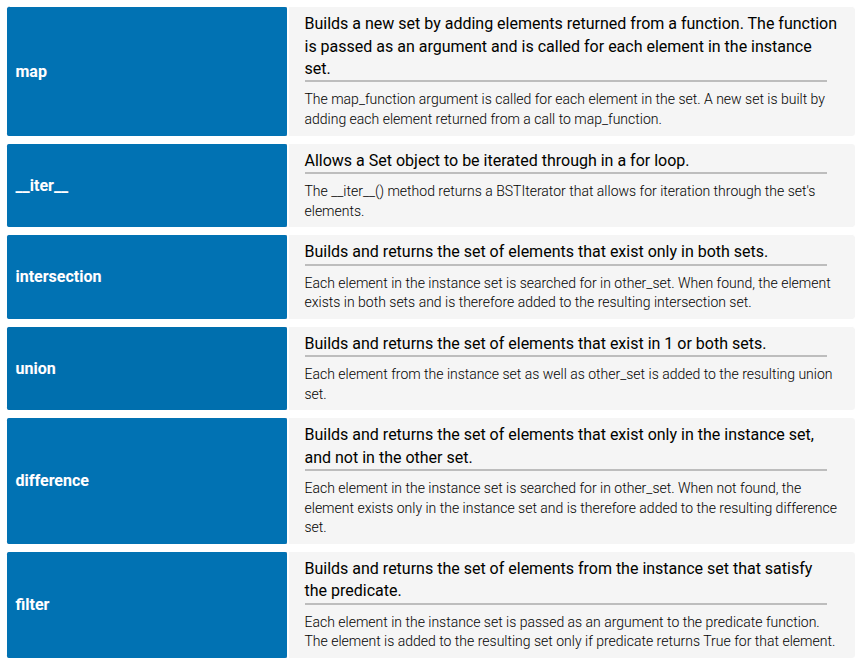 map
Builds a new set by adding elements returned from a function. The function
is passed as an argument and is called for each element in the instance
set.
The map_function argument is called for each element in the set. A new set is built by
adding each element returned from a call to map_function.
__iter__
Allows a Set object to be iterated through in a for loop.
The __iter__() method returns a BSTIterator that allows for iteration through the set's
elements.
intersection
Builds and returns the set of elements that exist only in both sets.
Each element in the instance set is searched for in other_set. When found, the element
exists in both sets and is therefore added to the resulting intersection set.
union
Builds and returns the set of elements that exist in 1 or both sets.
Each element from the instance set as well as other_set is added to the resulting union
set.
difference
Builds and returns the set of elements that exist only in the instance set,
and not in the other set.
Each element in the instance set is searched for in other_set. When not found, the
element exists only in the instance set and is therefore added to the resulting difference
set.
filter
Builds and returns the set of elements from the instance set that satisfy
the predicate.
Each element in the instance set is passed as an argument to the predicate function.
The element is added to the resulting set only if predicate returns True for that element.